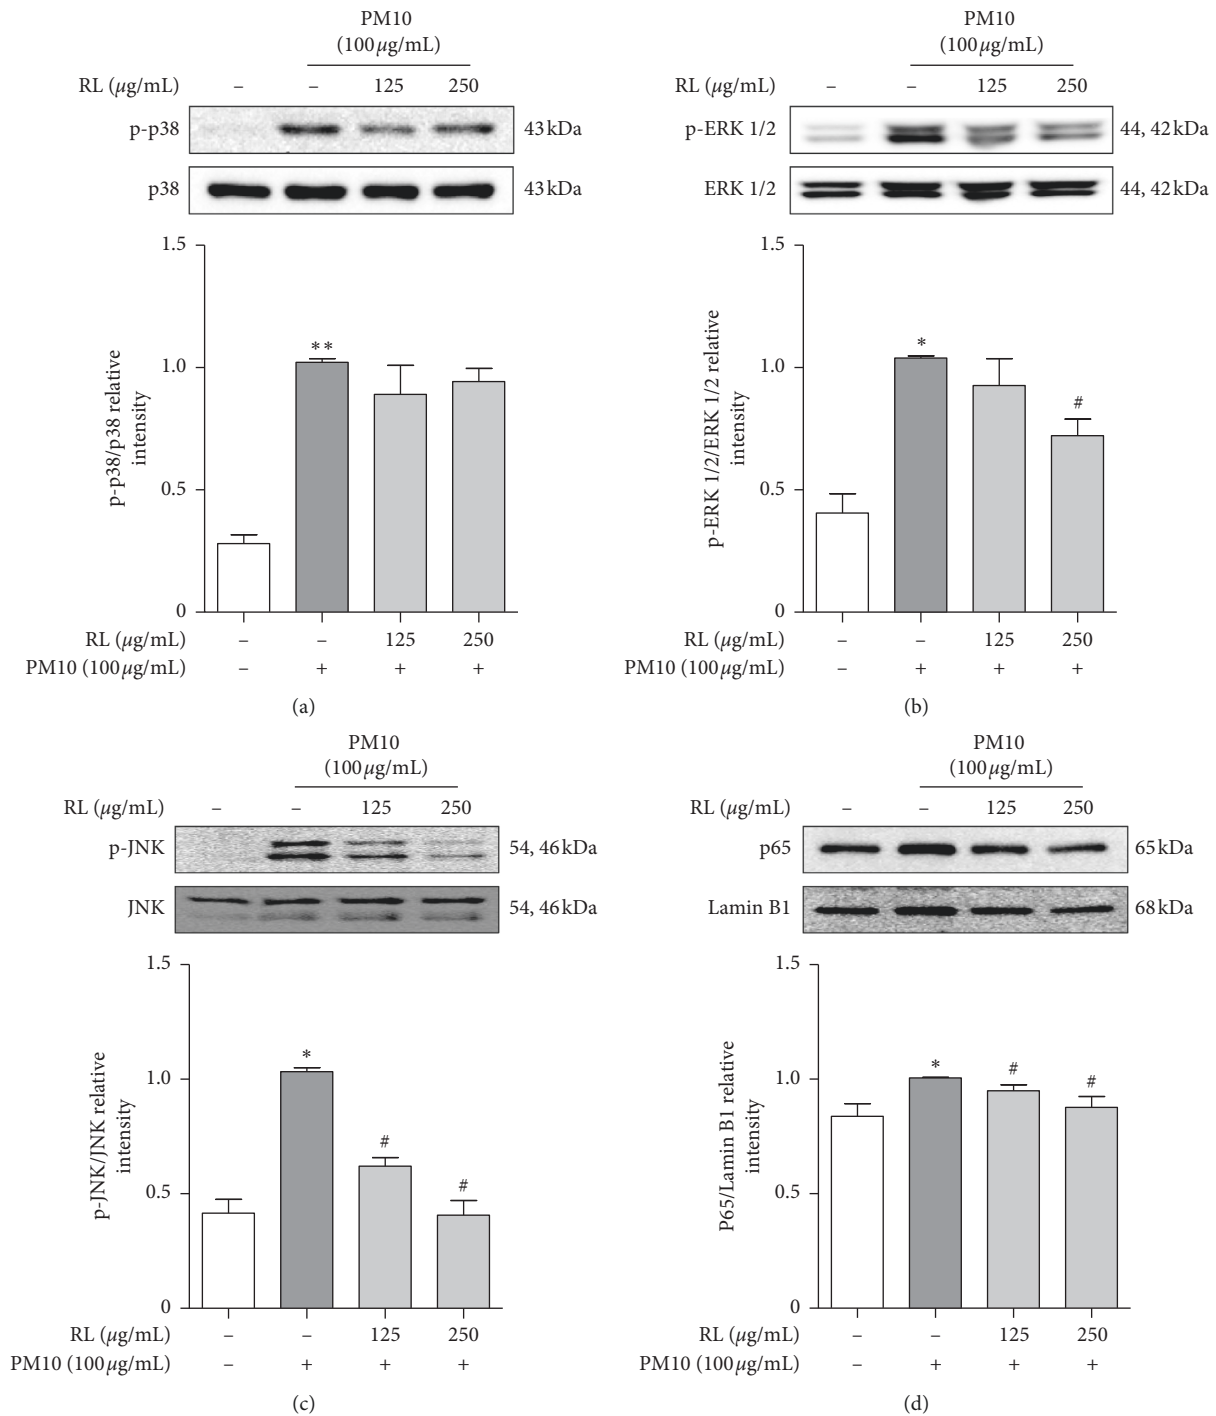 PM10
(100 μg/mL)
RL (μg/mL) – – 125 250
p-p38 43 kDa
p38 43 kDa
1.5
1.0
0.5
0
p-p38/p38 relative
intensity
**
RL (μg/mL) – – 125 250
PM10 (100 μg/mL) – + + +
(a)
PM10
(100 μg/mL)
RL (μg/mL) – – 125 250
p-ERK 1/2 44, 42 kDa
ERK 1/2 44, 42 kDa
1.5
1.0
0.5
0
p-ERK 1/2/ERK 1/2 relative
intensity
*
#
RL (μg/mL) – – 125 250
PM10 (100 μg/mL) – + + +
(b)
PM10
(100 μg/mL)
RL (μg/mL) – – 125 250
p-JNK 54, 46 kDa
JNK 54, 46 kDa
1.5
1.0
0.5
0
p-JNK/JNK relative
intensity
*
#
#
RL (μg/mL) – – 125 250
PM10 (100 μg/mL) – + + +
(c)
PM10
(100 μg/mL)
RL (μg/mL) – – 125 250
p65 65 kDa
Lamin B1 68 kDa
1.5
1.0
0.5
0
P65/Lamin B1 relative
intensity
*
#
#
RL (μg/mL) – – 125 250
PM10 (100 μg/mL) – + + +
(d)